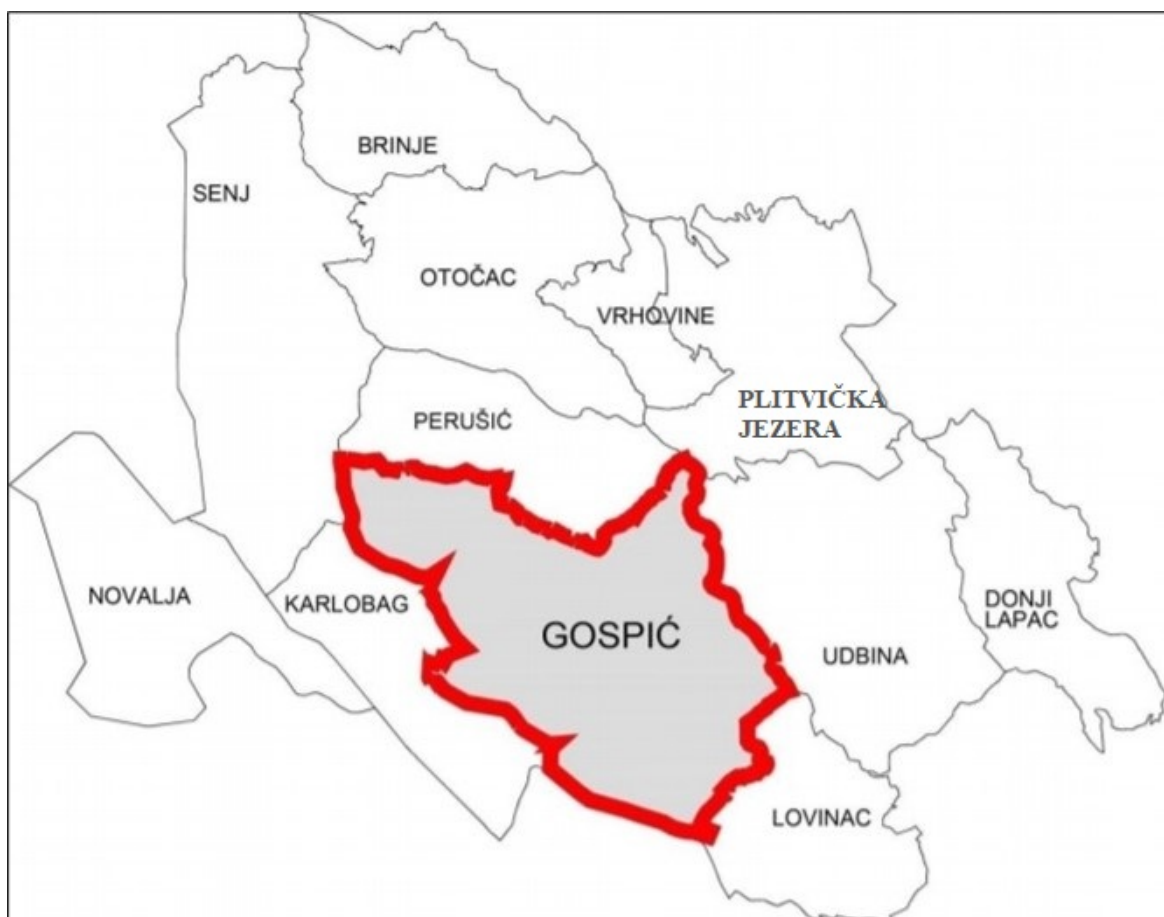 BRINJE
SENJ
OTOČAC
VRHOVINE
PLITVIČKA
JEZERA
PERUŠIĆ
NOVALJA
KARLOBAG
GOSPIĆ
DONJI
LAPAC
UDBINA
LOVINAC